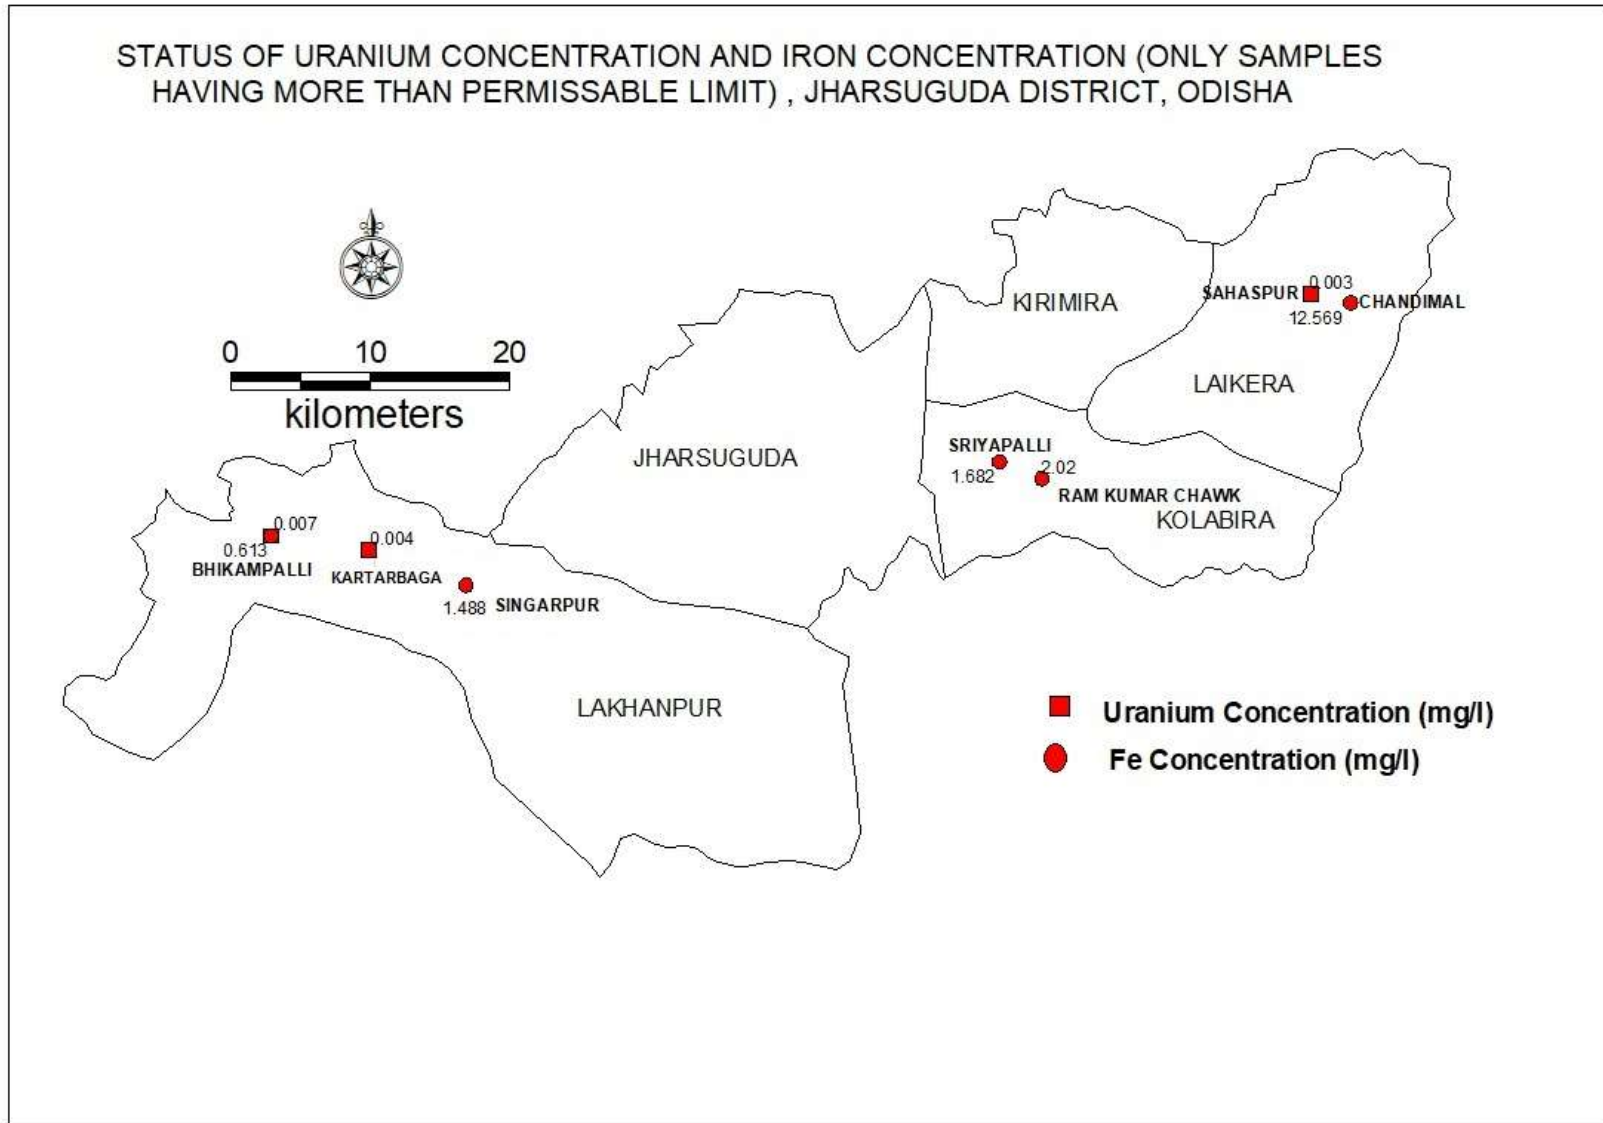 STATUS OF URANIUM CONCENTRATION AND IRON CONCENTRATION (ONLY SAMPLES
HAVING MORE THAN PERMISSABLE LIMIT) , JHARSUGUDA DISTRICT, ODISHA
0 10 20
kilometers
KIRIMIRA
0.003
SAHASPUR
CHANDIMAL
12.569
LAIKERA
JHARSUGUDA
SRIYAPALLI
1.682
2.02
RAM KUMAR CHAWK
KOLABIRA
0.007
0.613
BHIKAMPALLI
0.004
KARTARBAGA
1.488 SINGARPUR
LAKHANPUR
Uranium Concentration (mg/l)
Fe Concentration (mg/l)